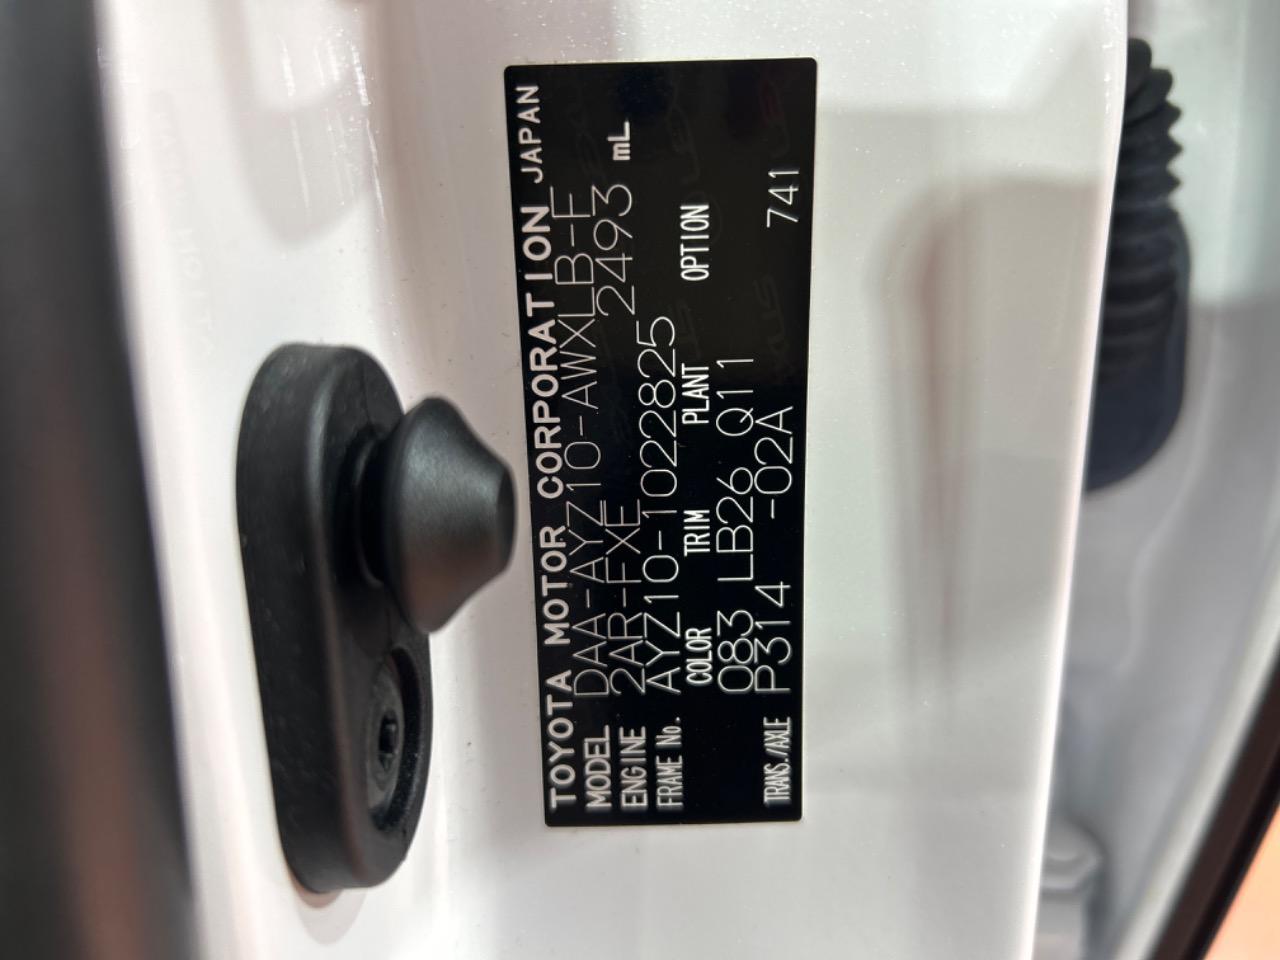 TOYOTA MOTOR CORPORATION JAPAN
MODEL DAA-AYZ10-AWXLB-F
ENGINE 2AR-FXE 2493 mL
FRAME No. AYZ10-1022825
COLOR TRIM PLANT OPTION
083 LB26 Q11
TRANS./AXLE P314 -02A 741